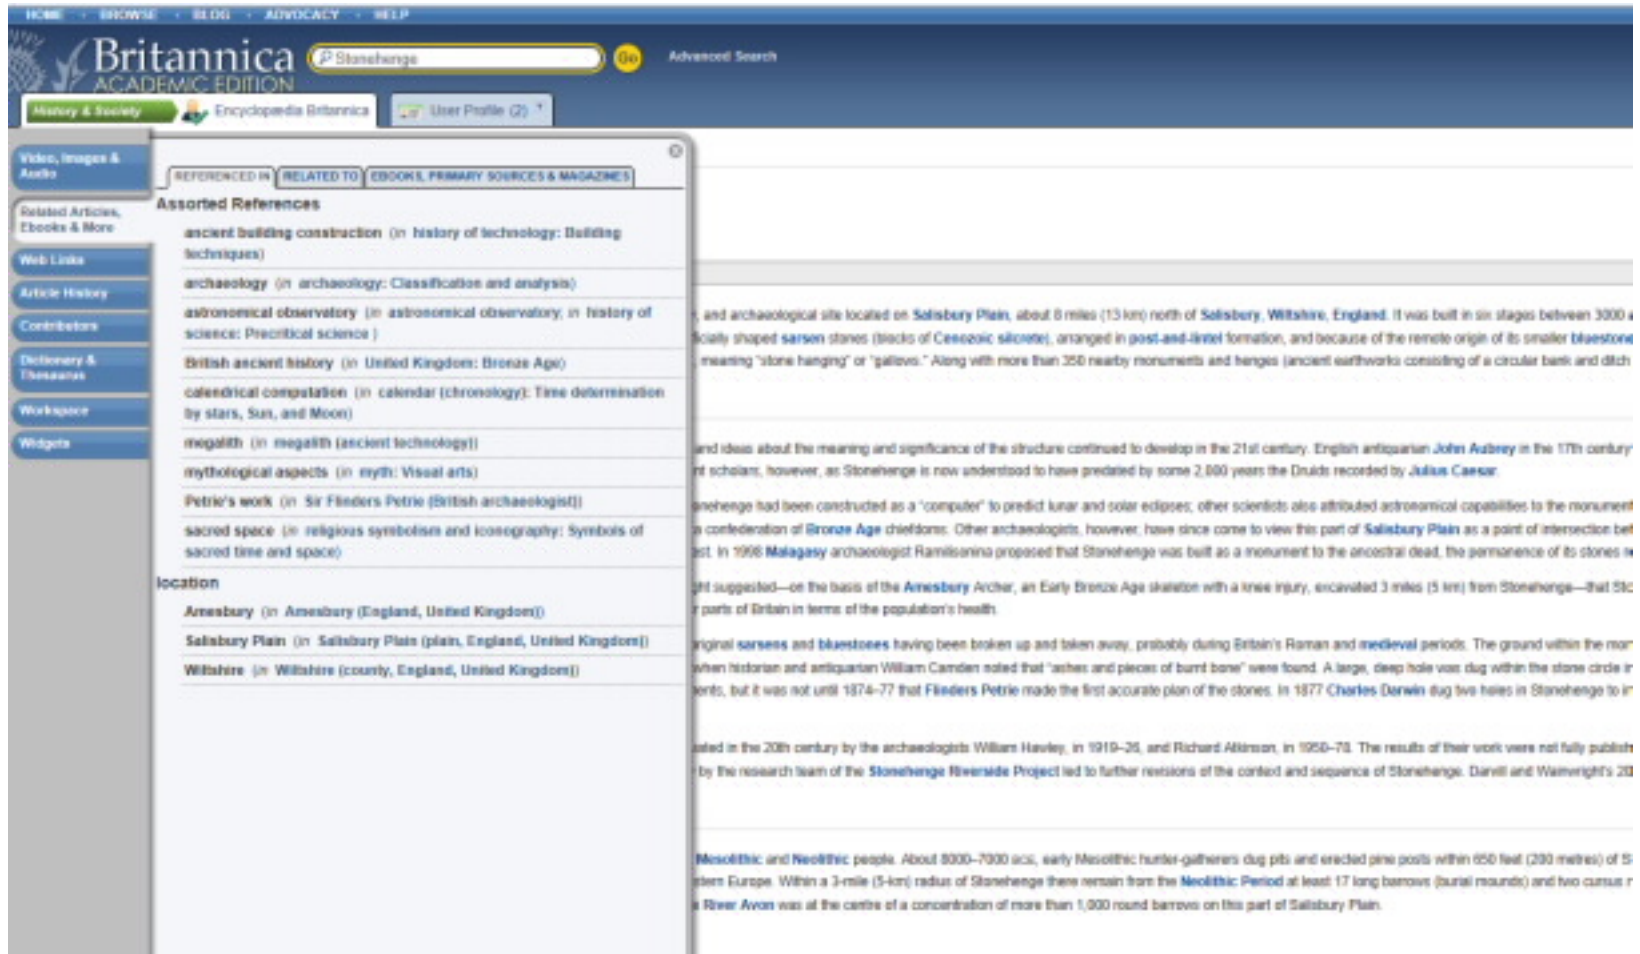 HOME • BROWSE • BLOG • ADVOCACY • HELP
Britannica
ACADEMIC EDITION
Stonehenge
Go
Advanced Search
History & Society
Encyclopædia Britannica
User Profile (2)
Video, Images &
Audio
Related Articles,
Ebooks & More
Web Links
Article History
Contributors
Dictionary &
Thesaurus
Workspace
Widgets
REFERENCED IN RELATED TO EBOOKS, PRIMARY SOURCES & MAGAZINES
Assorted References
ancient building construction (in history of technology: Building
techniques)
archaeology (in archaeology: Classification and analysis)
astronomical observatory (in astronomical observatory; in history of
science: Precritical science )
British ancient history (in United Kingdom: Bronze Age)
calendrical computation (in calendar (chronology): Time determination
by stars, Sun, and Moon)
megalith (in megalith (ancient technology))
mythological aspects (in myth: Visual arts)
Petrie's work (in Sir Flinders Petrie (British archaeologist))
sacred space (in religious symbolism and iconography: Symbols of
sacred time and space)
location
Amesbury (in Amesbury (England, United Kingdom))
Salisbury Plain (in Salisbury Plain (plain, England, United Kingdom))
Wiltshire (in Wiltshire (county, England, United Kingdom))
, and archaeological site located on Salisbury Plain, about 8 miles (13 km) north of Salisbury, Wiltshire, England. It was built in six stages between 3000 a
ficially shaped sarsen stones (blocks of Cenozoic silcrete), arranged in post-and-lintel formation, and because of the remote origin of its smaller bluestone
, meaning "stone hanging" or "gallows." Along with more than 350 nearby monuments and henges (ancient earthworks consisting of a circular bank and ditch
and ideas about the meaning and significance of the structure continued to develop in the 21st century. English antiquarian John Aubrey in the 17th century
nt scholars, however, as Stonehenge is now understood to have predated by some 2,000 years the Druids recorded by Julius Caesar.
onehenge had been constructed as a "computer" to predict lunar and solar eclipses; other scientists also attributed astronomical capabilities to the monument
a confederation of Bronze Age chiefdoms. Other archaeologists, however, have since come to view this part of Salisbury Plain as a point of intersection bet
ast. In 1998 Malagasy archaeologist Ramilisonina proposed that Stonehenge was built as a monument to the ancestral dead, the permanence of its stones
ght suggested—on the basis of the Amesbury Archer, an Early Bronze Age skeleton with a knee injury, excavated 3 miles (5 km) from Stonehenge—that Sto
r parts of Britain in terms of the population's health.
original sarsens and bluestones having been broken up and taken away, probably during Britain's Roman and medieval periods. The ground within the mon
when historian and antiquarian William Camden noted that "ashes and pieces of burnt bone" were found. A large, deep hole was dug within the stone circle in
ents, but it was not until 1874–77 that Flinders Petrie made the first accurate plan of the stones. In 1877 Charles Darwin dug two holes in Stonehenge to
ated in the 20th century by the archaeologists William Hawley, in 1919–26, and Richard Atkinson, in 1950–78. The results of their work were not fully publish
by the research team of the Stonehenge Riverside Project led to further revisions of the context and sequence of Stonehenge. Darvill and Wainwright's 20
Mesolithic and Neolithic people. About 8000–7000 BCE, early Mesolithic hunter-gatherers dug pits and erected pine posts within 650 feet (200 metres) of S
stern Europe. Within a 3-mile (5-km) radius of Stonehenge there remain from the Neolithic Period at least 17 long barrows (burial mounds) and two cursus
River Avon was at the centre of a concentration of more than 1,000 round barrows on this part of Salisbury Plain.